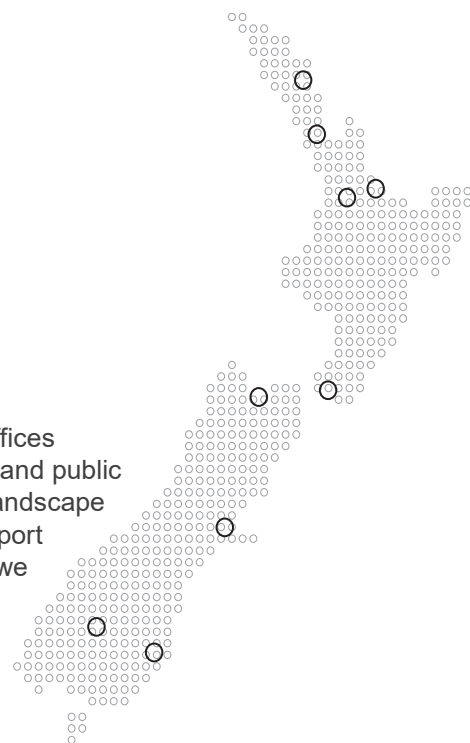 ffices
and public
andscape
port
we